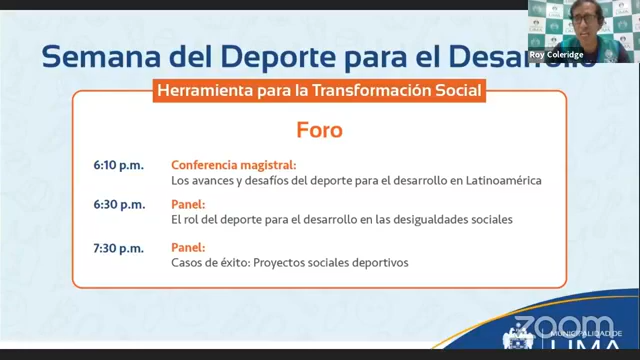 Roy Coleridge
Semana del Deporte para el Desarrollo
Herramienta para la Transformación Social
Foro
6:10 p.m.
Conferencia magistral:
Los avances y desafíos del deporte para el desarrollo en Latinoamérica
6:30 p.m.
Panel:
El rol del deporte para el desarrollo en las desigualdades sociales
7:30 p.m.
Panel:
Casos de éxito: Proyectos sociales deportivos
zoom
MUNICIPALIDAD DE
LIMA